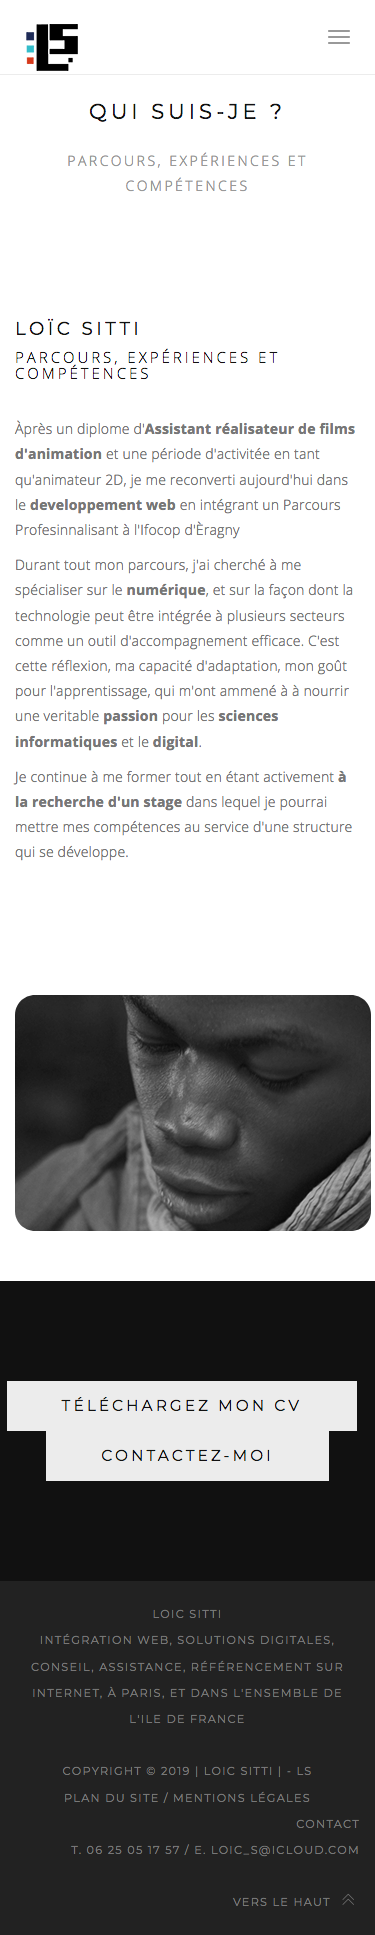 LS
QUI SUIS-JE ?
PARCOURS, EXPÉRIENCES ET
COMPÉTENCES
LOÏC SITTI
PARCOURS, EXPÉRIENCES ET
COMPÉTENCES
Àprès un diplome d'Assistant réalisateur de films
d'animation et une période d'activitée en tant
qu'animateur 2D, je me reconverti aujourd'hui dans
le developpement web en intégrant un Parcours
Profesinnalisant à l'Ifocop d'Èragny
Durant tout mon parcours, j'ai cherché à me
spécialiser sur le numérique, et sur la façon dont la
technologie peut être intégrée à plusieurs secteurs
comme un outil d'accompagnement efficace. C'est
cette réflexion, ma capacité d'adaptation, mon goût
pour l'apprentissage, qui m'ont ammené à à nourrir
une veritable passion pour les sciences
informatiques et le digital.
Je continue à me former tout en étant activement à
la recherche d'un stage dans lequel je pourrai
mettre mes compétences au service d'une structure
qui se développe.
TÉLÉCHARGEZ MON CV
CONTACTEZ-MOI
LOIC SITTI
INTÉGRATION WEB, SOLUTIONS DIGITALES,
CONSEIL, ASSISTANCE, RÉFÉRENCEMENT SUR
INTERNET, À PARIS, ET DANS L'ENSEMBLE DE
L'ILE DE FRANCE
COPYRIGHT © 2019 | LOIC SITTI | - LS
PLAN DU SITE / MENTIONS LÉGALES
CONTACT
T. 06 25 05 17 57 / E. LOIC_S@ICLOUD.COM
VERS LE HAUT